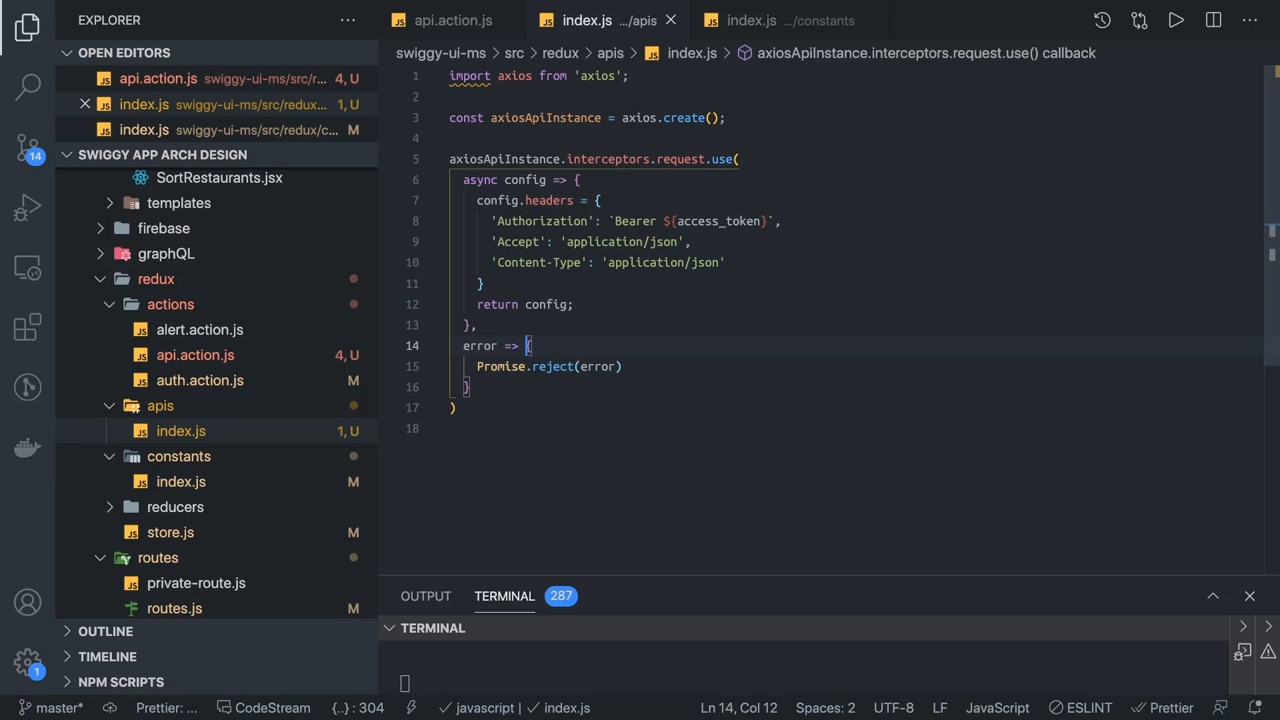 EXPLORER
OPEN EDITORS
api.action.js swiggy-ui-ms/src/r... 4, U
index.js swiggy-ui-ms/src/redux... 1, U
index.js swiggy-ui-ms/src/redux/c... M
SWIGGY APP ARCH DESIGN
SortRestaurants.jsx
templates
firebase
graphQL
redux
actions
alert.action.js
api.action.js 4, U
auth.action.js M
apis
index.js 1, U
constants
index.js M
reducers
store.js M
routes
private-route.js
routes.js M
OUTLINE
TIMELINE
NPM SCRIPTS
14
1
JS api.action.js
JS index.js .../apis
JS index.js .../constants
swiggy-ui-ms > src > redux > apis > JS index.js > axiosApiInstance.interceptors.request.use() callback
1 import axios from 'axios';
2
3 const axiosApiInstance = axios.create();
4
5 axiosApiInstance.interceptors.request.use(
6 async config => {
7 config.headers = {
8 'Authorization': `Bearer ${access_token}`,
9 'Accept': 'application/json',
10 'Content-Type': 'application/json'
11 }
12 return config;
13 },
14 error => {
15 Promise.reject(error)
16 }
17 )
18
OUTPUT TERMINAL 287
TERMINAL
master* Prettier: ... CodeStream {..} : 304 javascript | index.js Ln 14, Col 12 Spaces: 2 UTF-8 LF JavaScript ESLINT Prettier